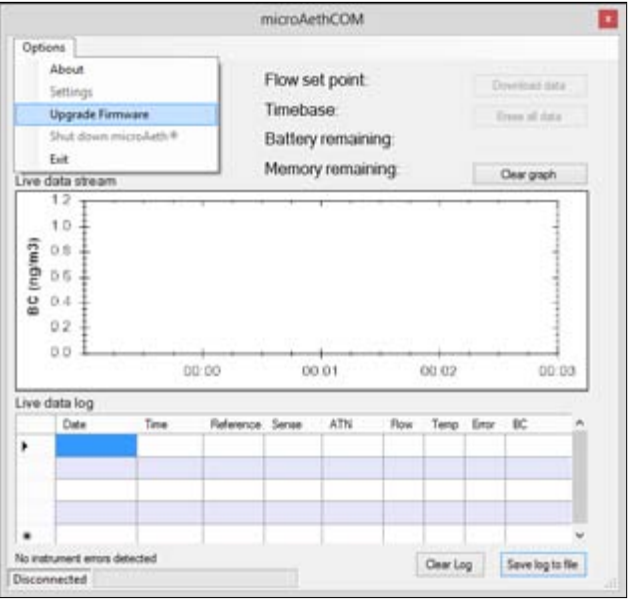 microAethCOM
x
Options
About
Settings
Upgrade Firmware
Shut down microAeth®
Exit
Flow set point:
Timebase:
Battery remaining:
Memory remaining:
Download data
Erase all data
Clear graph
Live data stream
BC (ng/m3)
1.2
1.0
0.8
0.6
0.4
0.2
0.0
00:00 00:01 00:02 00:03
Live data log
Date Time Reference Sense ATN Flow Temp Error BC
No instrument errors detected
Clear Log Save log to file
Disconnected